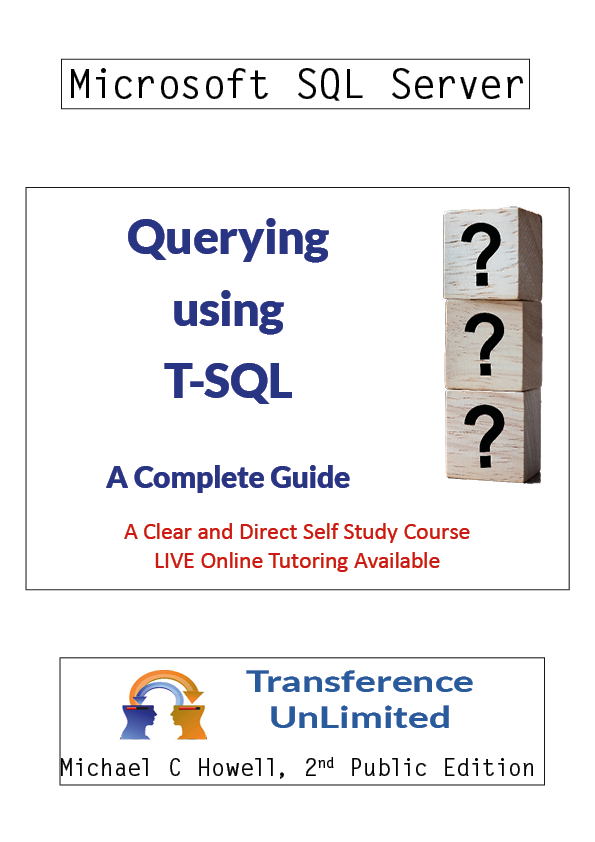 Microsoft SQL Server
Querying
using
T-SQL
?
?
?
A Complete Guide
A Clear and Direct Self Study Course
LIVE Online Tutoring Available
Transference
UnLimited
Michael C Howell, 2nd Public Edition